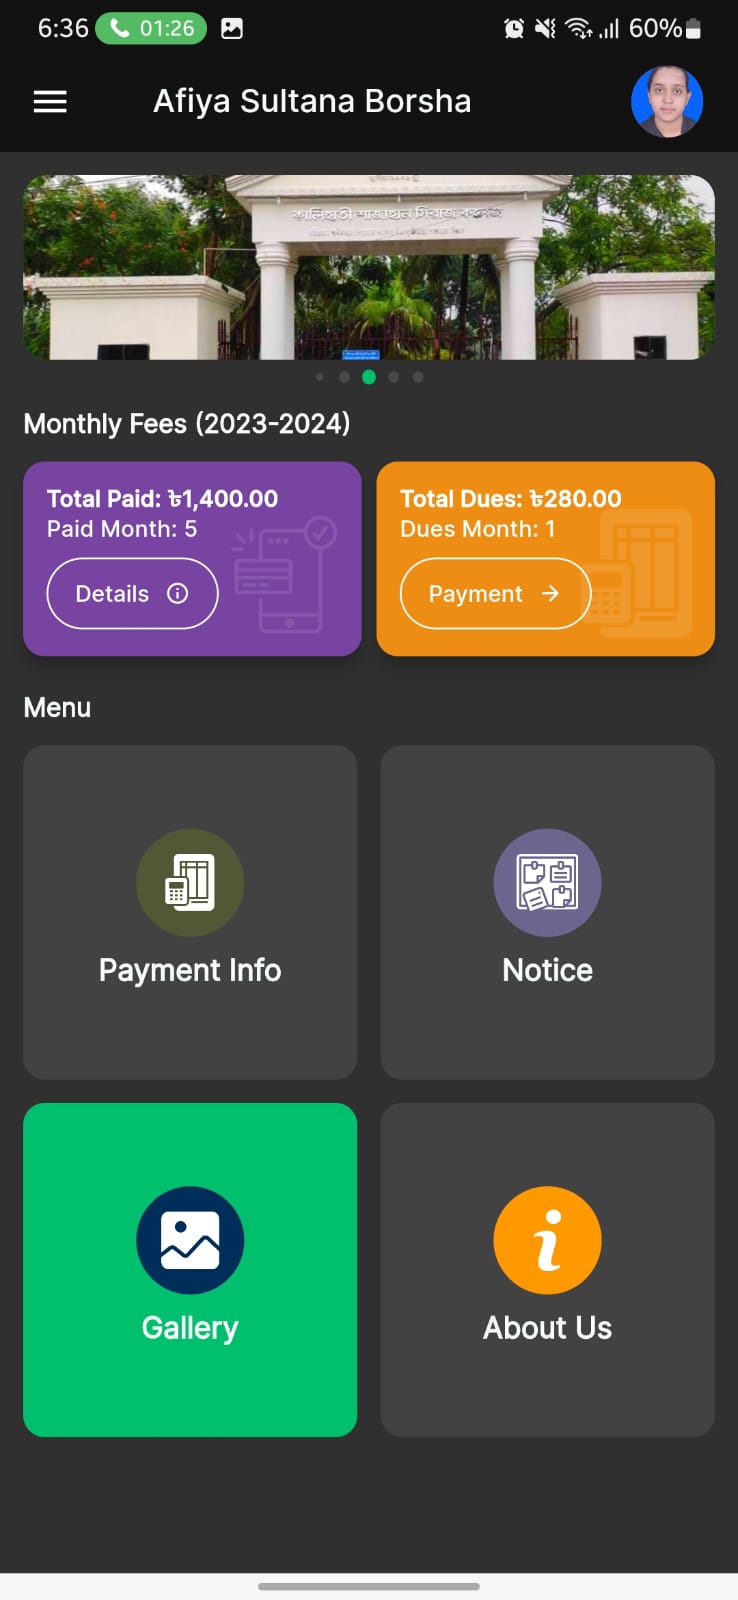 6:36 01:26 60%
Afiya Sultana Borsha
কালিহাতী শাজাহান সিরাজ কলেজ
Monthly Fees (2023-2024)
Total Paid: ৳1,400.00
Paid Month: 5
Details
Total Dues: ৳280.00
Dues Month: 1
Payment
Menu
Payment Info
Notice
Gallery
About Us